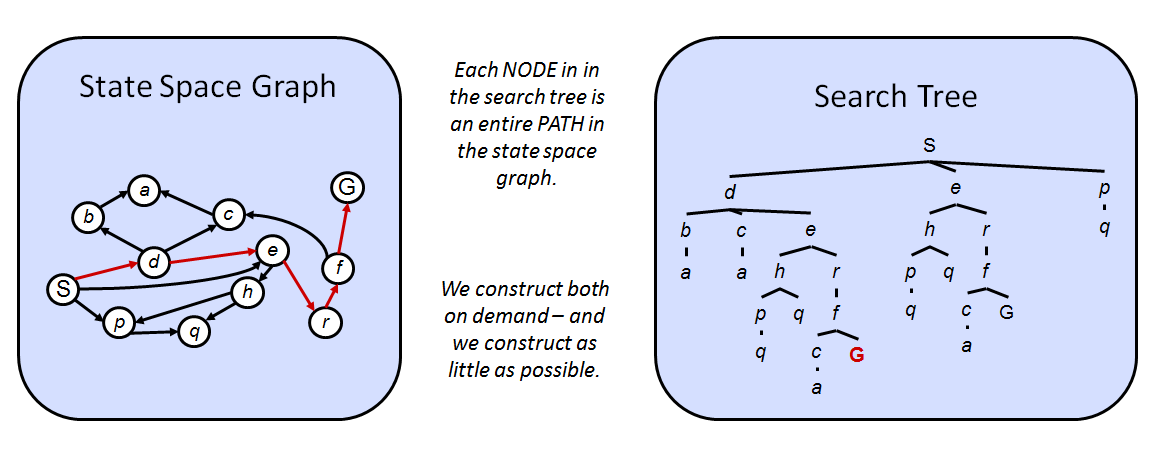 State Space Graph
a
G
b
c
d
e
f
S
h
p
q
r
Each NODE in in
the search tree is
an entire PATH in
the state space
graph.
We construct both
on demand – and
we construct as
little as possible.
Search Tree
S
d e p
b c e h r q
a a h r p q f
p q f q c G
q c G a
a